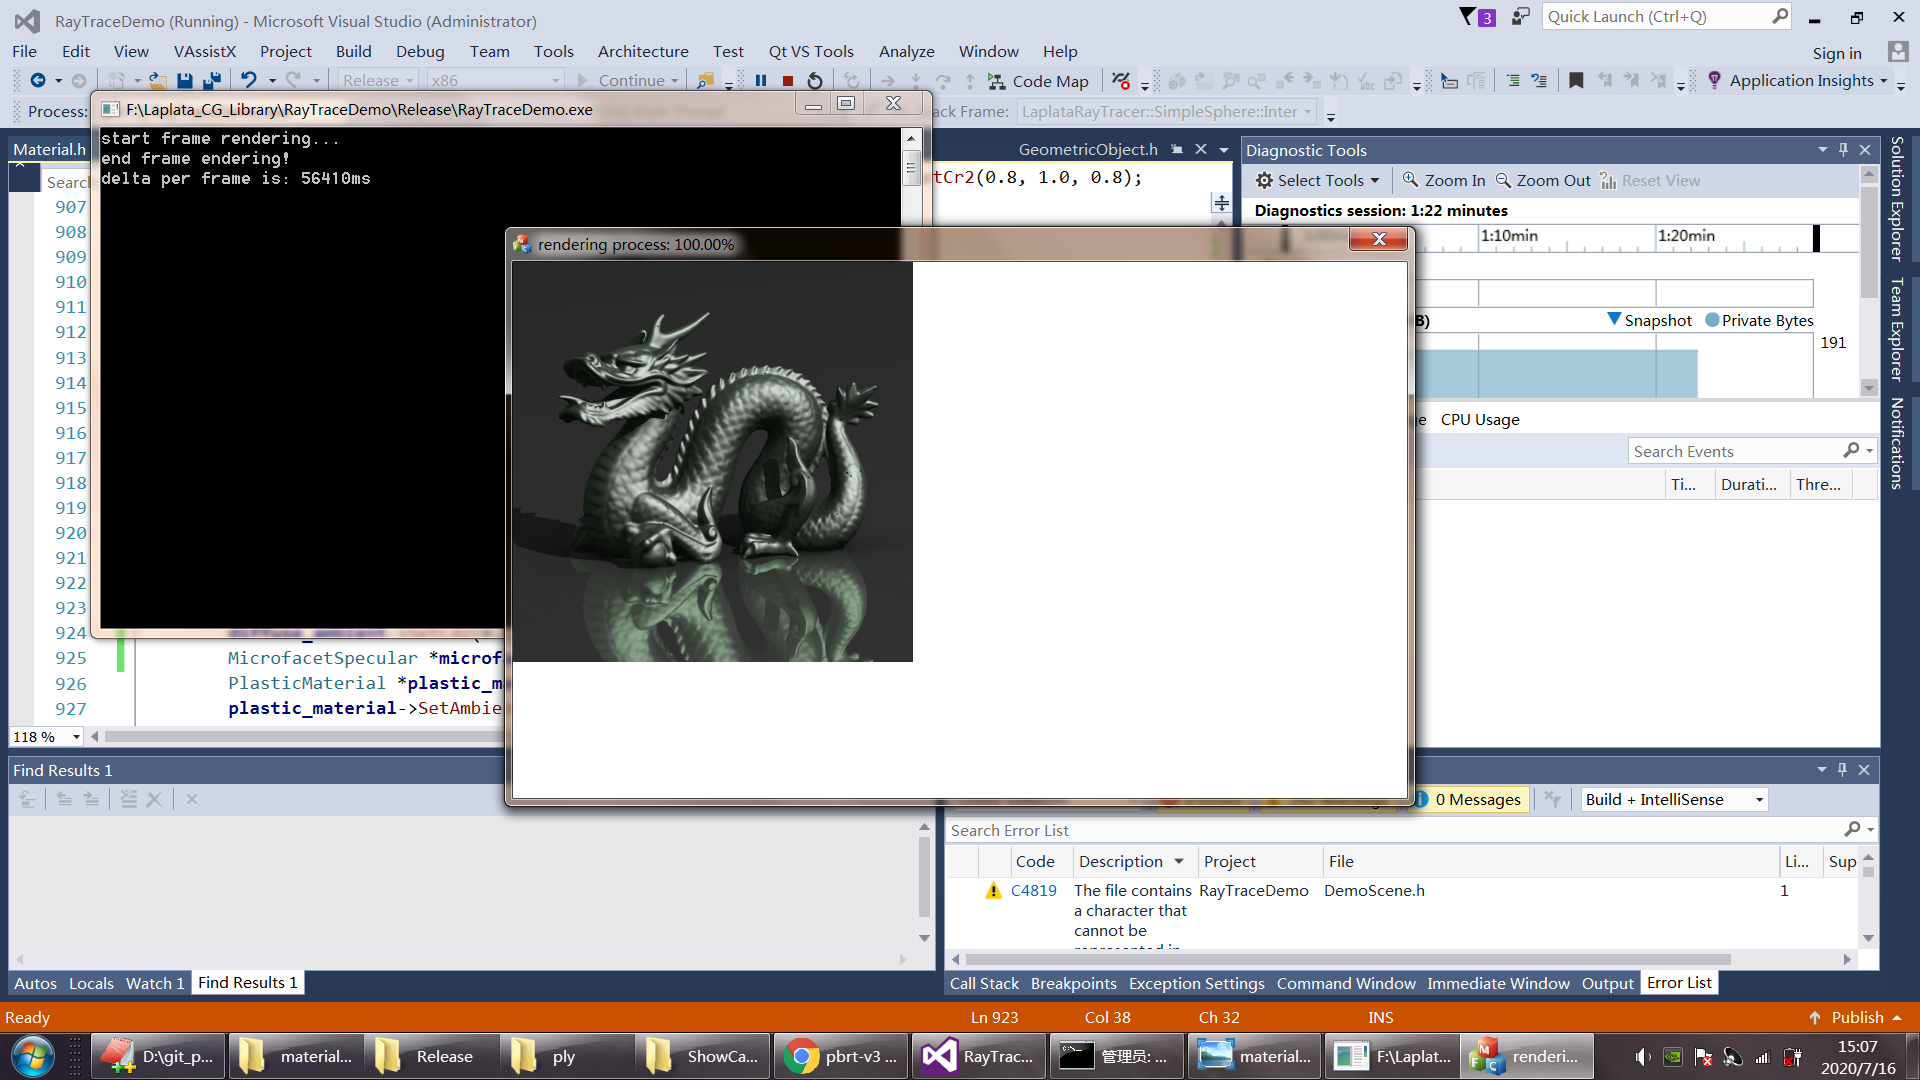 RayTraceDemo (Running) - Microsoft Visual Studio (Administrator)
3
Quick Launch (Ctrl+Q)
File Edit View VAssistX Project Build Debug Team Tools Architecture Test Qt VS Tools Analyze Window Help
Sign in
Release x86 Continue Code Map Application Insights
Process:
ck Frame: LaplataRayTracer::SimpleSphere::Inter
F:\Laplata_CG_Library\RayTraceDemo\Release\RayTraceDemo.exe
start frame rendering...
end frame endering!
delta per frame is: 56410ms
Material.h
GeometricObject.h
Search
tCr2(0.8, 1.0, 0.8);
907
908
909
910
911
912
913
914
915
916
917
918
919
920
921
922
923
924
925 MicrofacetSpecular *microfa
926 PlasticMaterial *plastic_ma
927 plastic_material->SetAmbie
118 %
rendering process: 100.00%
Diagnostic Tools
Select Tools Zoom In Zoom Out Reset View
Diagnostics session: 1:22 minutes
1:10min 1:20min
B) Snapshot Private Bytes
191
e CPU Usage
Search Events
Ti... Durati... Thre...
Solution Explorer
Team Explorer
Notifications
Find Results 1
0 Messages Build + IntelliSense
Search Error List
Code Description Project File Li... Sup
C4819 The file contains RayTraceDemo DemoScene.h 1
a character that
cannot be
represented in
Autos Locals Watch 1 Find Results 1
Call Stack Breakpoints Exception Settings Command Window Immediate Window Output Error List
Ready Ln 923 Col 38 Ch 32 INS Publish
D:\git_p... material... Release ply ShowCa... pbrt-v3 ... RayTrac... 管理员: ... material... F:\Laplat... renderi...
15:07
2020/7/16